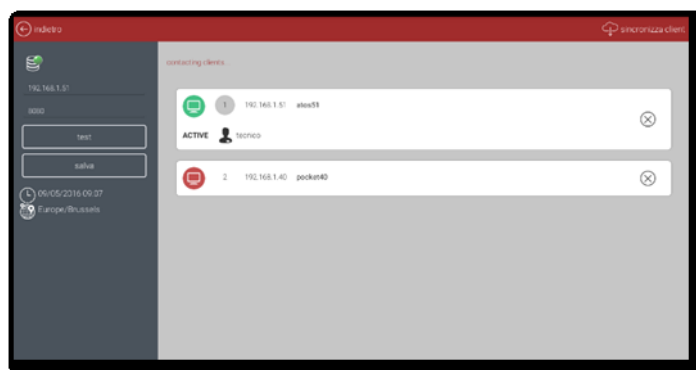 indietro
sincronizza client
192.168.1.51
8080
test
salva
09/05/2016 09:07
Europe/Brussels
contacting clients...
1 192.168.1.51 atos51
ACTIVE tecnico
2 192.168.1.40 pocket40